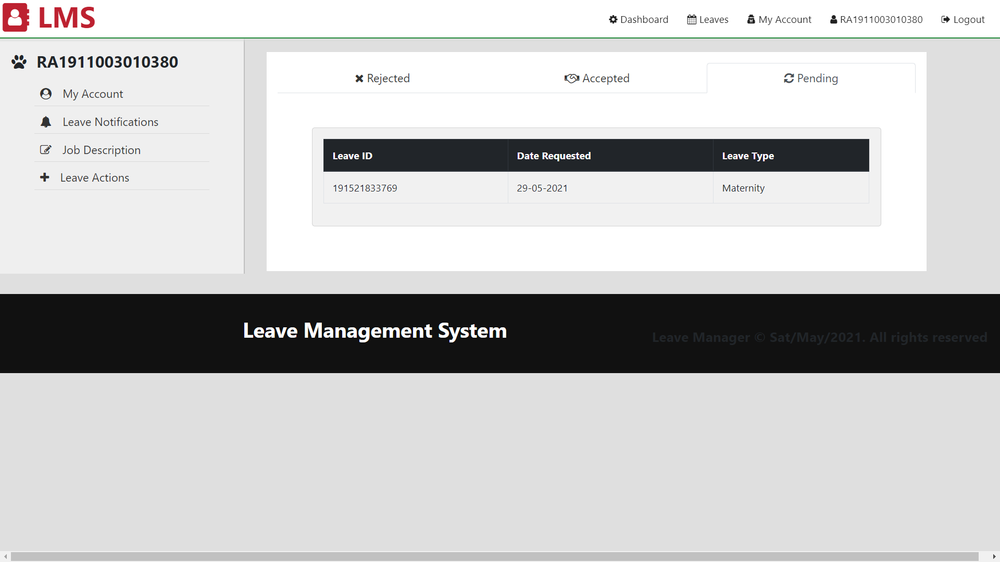 LMS
Dashboard Leaves My Account RA1911003010380 Logout
RA1911003010380
My Account
Leave Notifications
Job Description
Leave Actions
Rejected Accepted Pending
Leave ID Date Requested Leave Type
191521833769 29-05-2021 Maternity
Leave Management System
Leave Manager © Sat/May/2021. All rights reserved